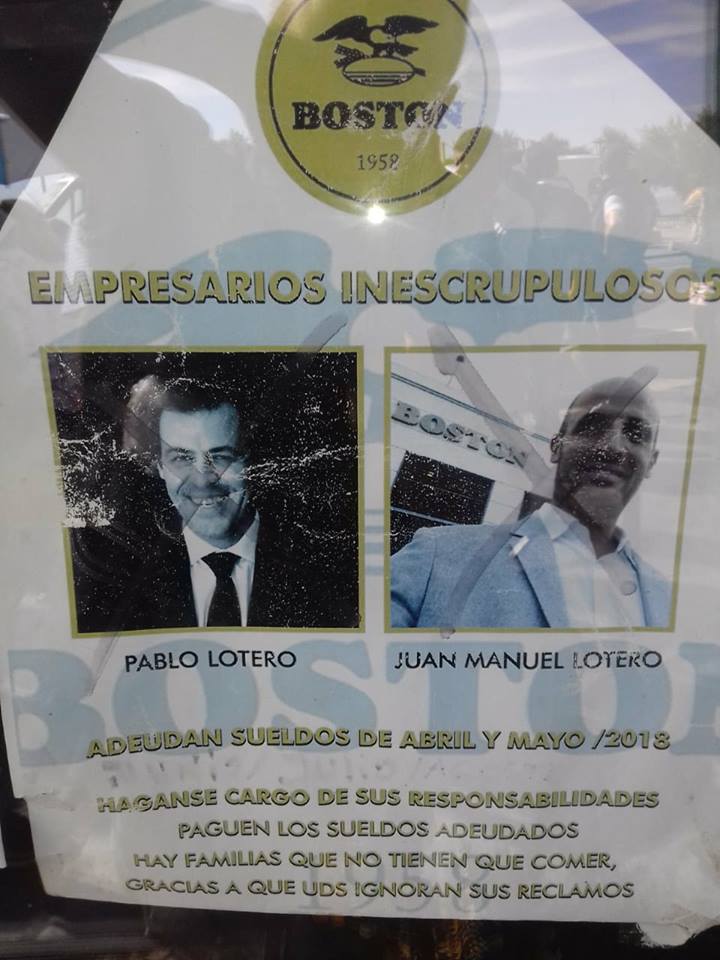 BOSTON
1958
EMPRESARIOS INESCRUPULOSOS
BOSTON
PABLO LOTERO
JUAN MANUEL LOTERO
BOSTON
ADEUDAN SUELDOS DE ABRIL Y MAYO /2018
HAGANSE CARGO DE SUS RESPONSABILIDADES
PAGUEN LOS SUELDOS ADEUDADOS
HAY FAMILIAS QUE NO TIENEN QUE COMER,
GRACIAS A QUE UDS IGNORAN SUS RECLAMOS
1958